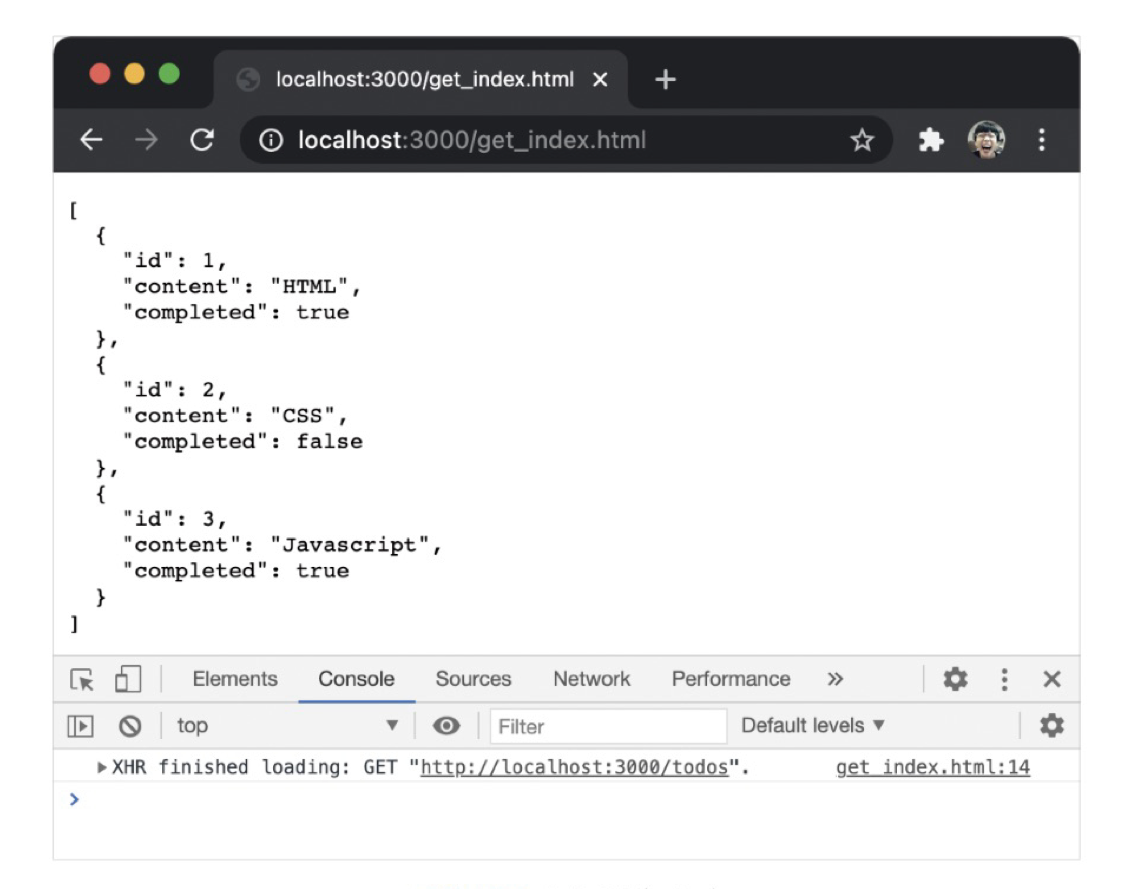 localhost:3000/get_index.html
localhost:3000/get_index.html
[
  {
    "id": 1,
    "content": "HTML",
    "completed": true
  },
  {
    "id": 2,
    "content": "CSS",
    "completed": false
  },
  {
    "id": 3,
    "content": "Javascript",
    "completed": true
  }
]
Elements Console Sources Network Performance
top Filter Default levels
XHR finished loading: GET "http://localhost:3000/todos". get_index.html:14